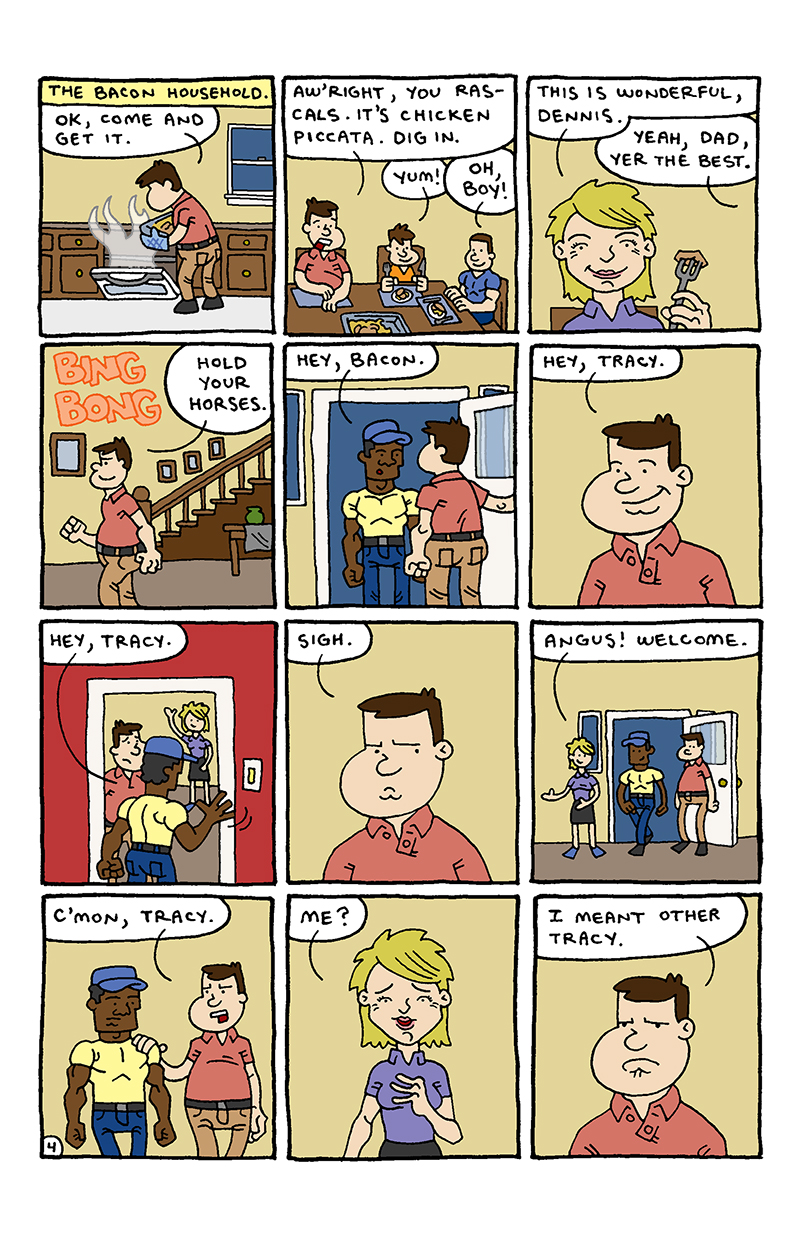 THE BACON HOUSEHOLD.
OK, COME AND
GET IT.
AW'RIGHT, YOU RAS-
CALS. IT'S CHICKEN
PICCATA. DIG IN.
YUM!
OH,
BOY!
THIS IS WONDERFUL,
DENNIS.
YEAH, DAD,
YER THE BEST.
BING
BONG
HOLD
YOUR
HORSES.
HEY, BACON.
HEY, TRACY.
HEY, TRACY.
SIGH.
ANGUS! WELCOME.
C'MON, TRACY.
4
ME?
I MEANT OTHER
TRACY.